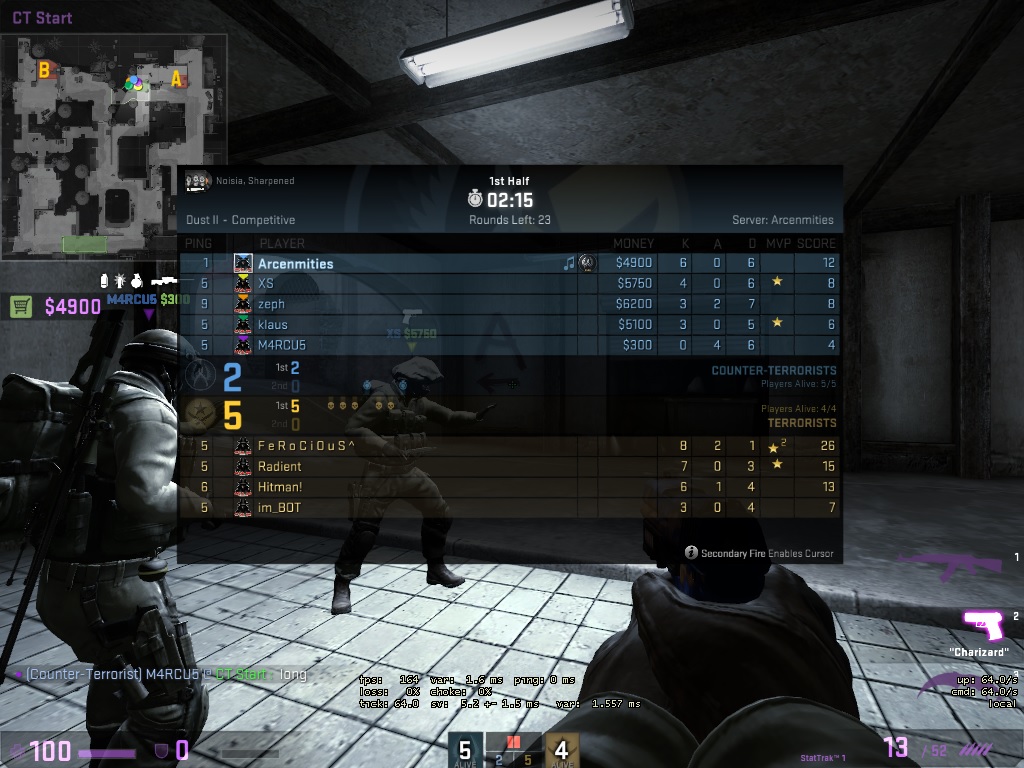 CT Start
B
A
Noisia, Sharpened
1st Half
02:15
Dust II - Competitive
Rounds Left: 23
Server: Arcenmities
PING PLAYER MONEY K A D MVP SCORE
1 Arcenmities $4900 6 0 6 12
5 XS $5750 4 0 6 8
9 zeph $6200 3 2 7 8
5 klaus $5100 3 0 5 6
5 M4RCU5 $300 0 4 6 4
$4900
M4RCU5 $300
XS $5750
2
1st 2
2nd 0
COUNTER-TERRORISTS
Players Alive: 5/5
5
1st 5
2nd 0
Players Alive: 4/4
TERRORISTS
5 FeRoCiDuS^ 8 2 1 2 26
5 Radient 7 0 3 15
6 Hitman! 6 1 4 13
5 im_BOT 3 0 4 7
Secondary Fire Enables Cursor
1
2
"Charizard"
(Counter-Terrorist) M4RCU5 @ CT Start : long
fps: 164 var: 1.6 ms ping: 0 ms
loss: 0% choke: 0%
tick: 64.0 sv: 5.2 +- 1.5 ms var: 1.557 ms
up: 64.0/s
cmd: 64.0/s
local
100
0
5
ALIVE
2
5
4
ALIVE
StatTrak™ 1
13 / 52